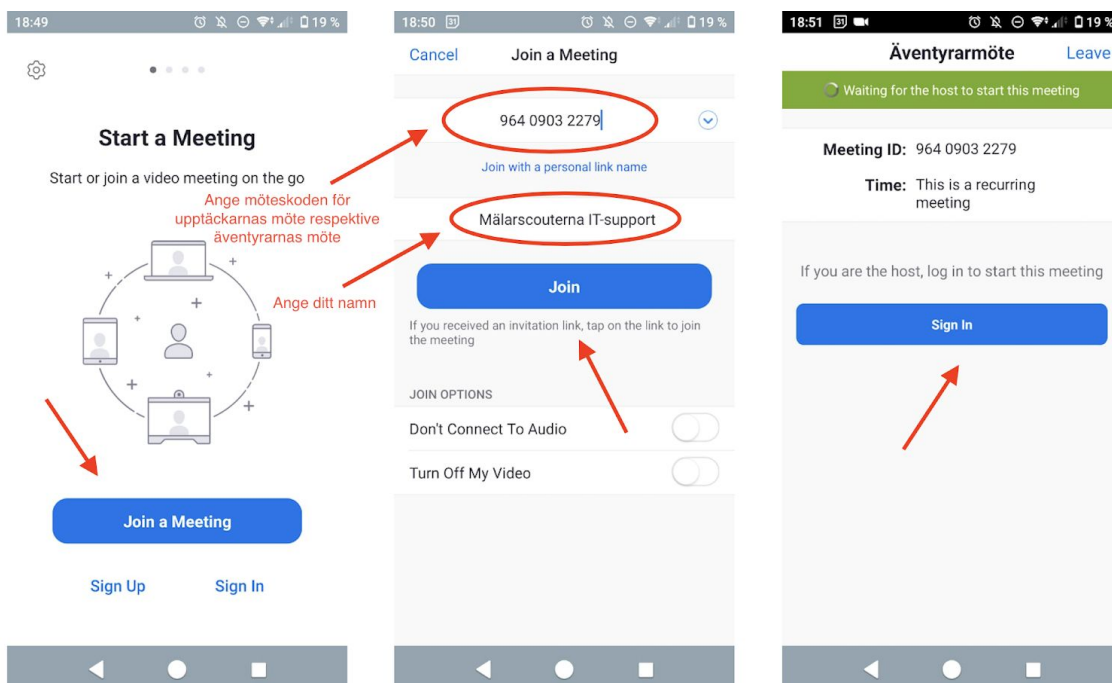 18:49
19 %
Start a Meeting
Start or join a video meeting on the go
Ange möteskoden för
upptäckarnas möte respektive
äventyrarnas möte
Ange ditt namn
Join a Meeting
Sign Up
Sign In
18:50
31
19 %
Cancel
Join a Meeting
964 0903 2279
Join with a personal link name
Mälarscouterna IT-support
Join
If you received an invitation link, tap on the link to join
the meeting
JOIN OPTIONS
Don't Connect To Audio
Turn Off My Video
18:51
31
19 %
Äventyrarmöte
Leave
Waiting for the host to start this meeting
Meeting ID: 964 0903 2279
Time: This is a recurring
meeting
If you are the host, log in to start this meeting
Sign In